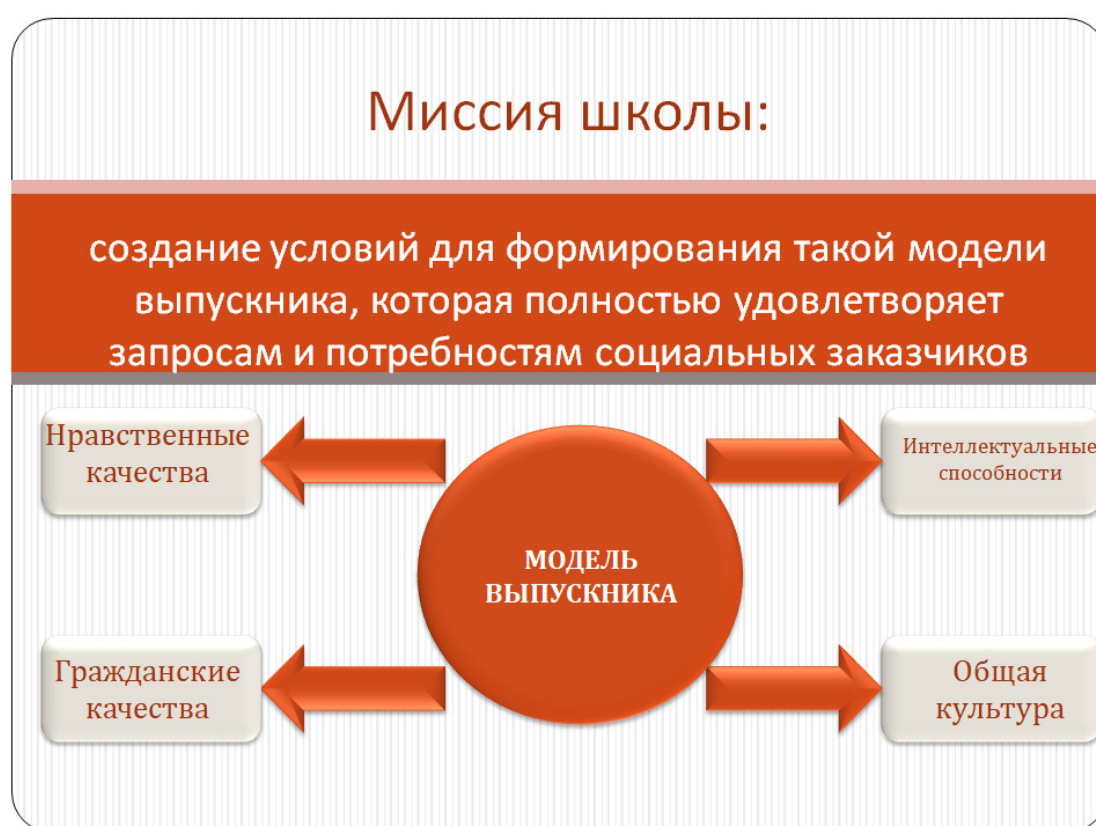 Миссия школы:
создание условий для формирования такой модели
выпускника, которая полностью удовлетворяет
запросам и потребностям социальных заказчиков
Нравственные
качества
Интеллектуальные
способности
МОДЕЛЬ
ВЫПУСКНИКА
Гражданские
качества
Общая
культура